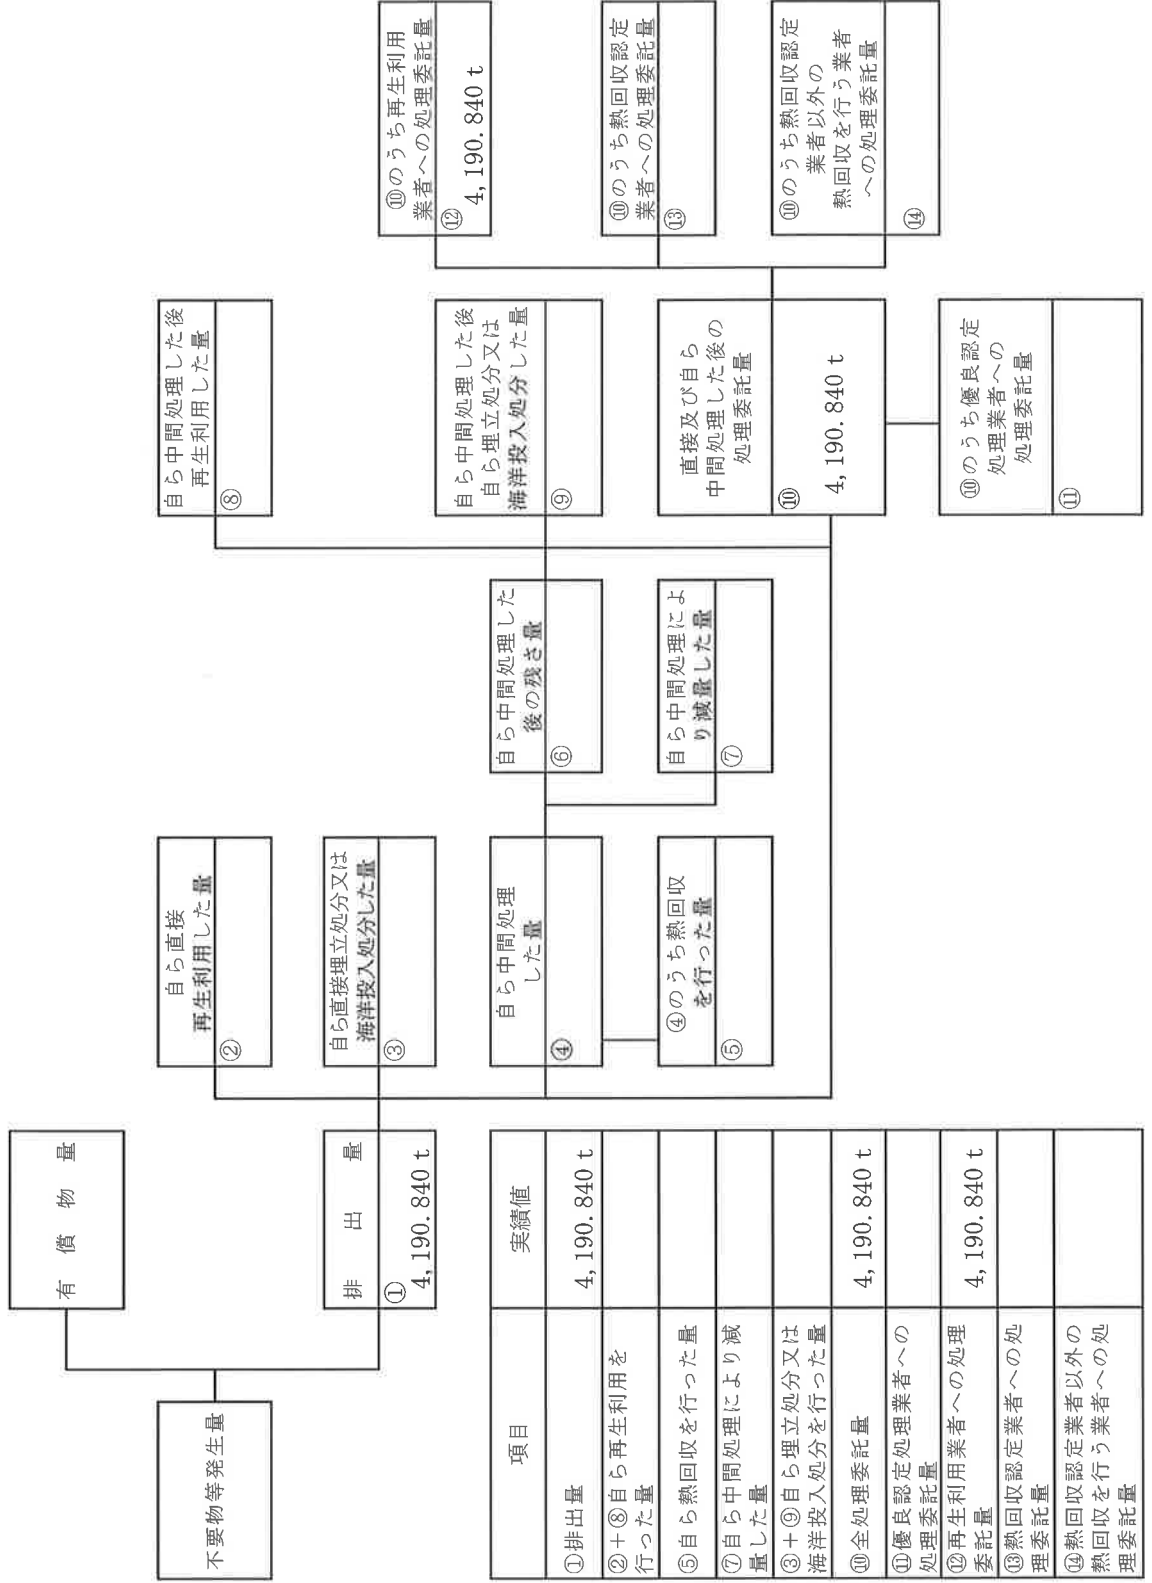 有償物量
不要物等発生量
排出量
①
4,190.840 t
自ら直接
再生利用した量
②
自ら直接埋立処分又は
海洋投入処分した量
③
自ら中間処理
した量
④
④のうち熱回収
を行った量
⑤
自ら中間処理した
後の残さ量
⑥
自ら中間処理によ
り減量した量
⑦
自ら中間処理した後
再生利用した量
⑧
自ら中間処理した後
自ら埋立処分又は
海洋投入処分した量
⑨
直接及び自ら
中間処理した後の
処理委託量
⑩
4,190.840 t
⑩のうち優良認定
処理業者への
処理委託量
⑪
⑩のうち再生利用
業者への処理委託量
⑫
4,190.840 t
⑩のうち熱回収認定
業者への処理委託量
⑬
⑩のうち熱回収認定
業者以外の
熱回収を行う業者
への処理委託量
⑭
項目
実績値
①排出量
4,190.840 t
②+⑧自ら再生利用を
行った量
⑤自ら熱回収を行った量
⑦自ら中間処理により減
量した量
③+⑨自ら埋立処分又は
海洋投入処分を行った量
⑩全処理委託量
4,190.840 t
⑪優良認定処理業者への
処理委託量
⑫再生利用業者への処理
委託量
4,190.840 t
⑬熱回収認定業者への処
理委託量
⑭熱回収認定業者以外の
熱回収を行う業者への処
理委託量